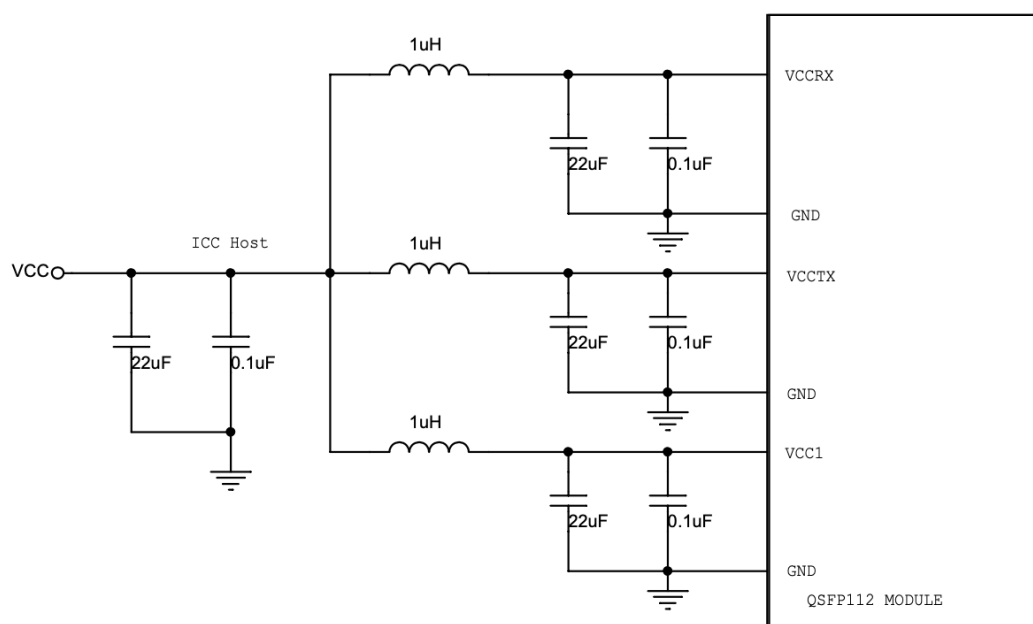 1uH
VCCRX
22uF
0.1uF
GND
ICC Host
1uH
VCC
VCCTX
22uF
0.1uF
22uF
0.1uF
GND
1uH
VCC1
22uF
0.1uF
GND
QSFP112 MODULE